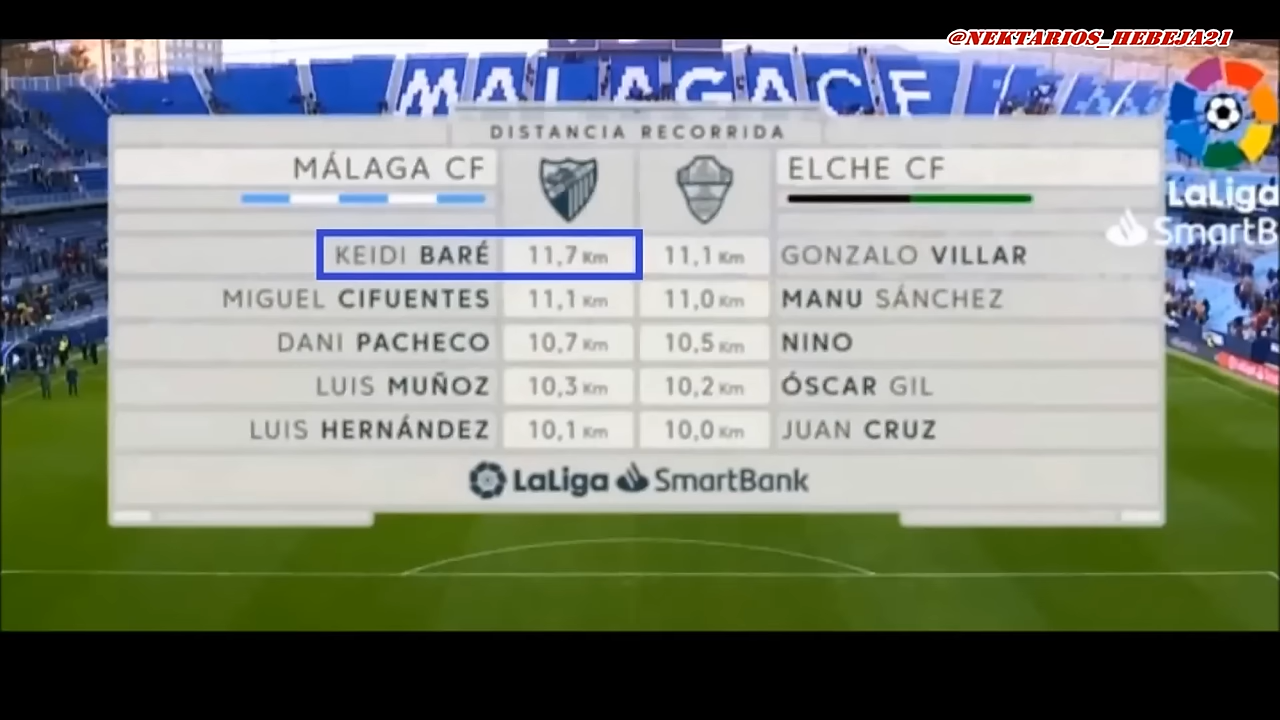 @NEKTARIOS_HEBEJA21
MALAGA CF
DISTANCIA RECORRIDA
MÁLAGA CF ELCHE CF
KEIDI BARÉ 11,7 Km 11,1 Km GONZALO VILLAR
MIGUEL CIFUENTES 11,1 Km 11,0 Km MANU SÁNCHEZ
DANI PACHECO 10,7 Km 10,5 Km NINO
LUIS MUÑOZ 10,3 Km 10,2 Km ÓSCAR GIL
LUIS HERNÁNDEZ 10,1 Km 10,0 Km JUAN CRUZ
LaLiga SmartBank
LaLiga
SmartB